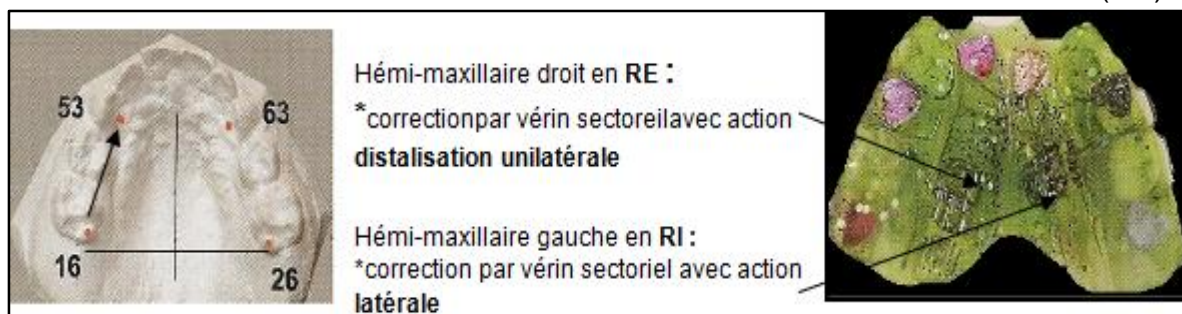 53
63
16
26
Hémi-maxillaire droit en RE :
*correctionpar vérin sectoreilavec action
distalisation unilatérale
Hémi-maxillaire gauche en RI :
*correction par vérin sectoriel avec action
latérale